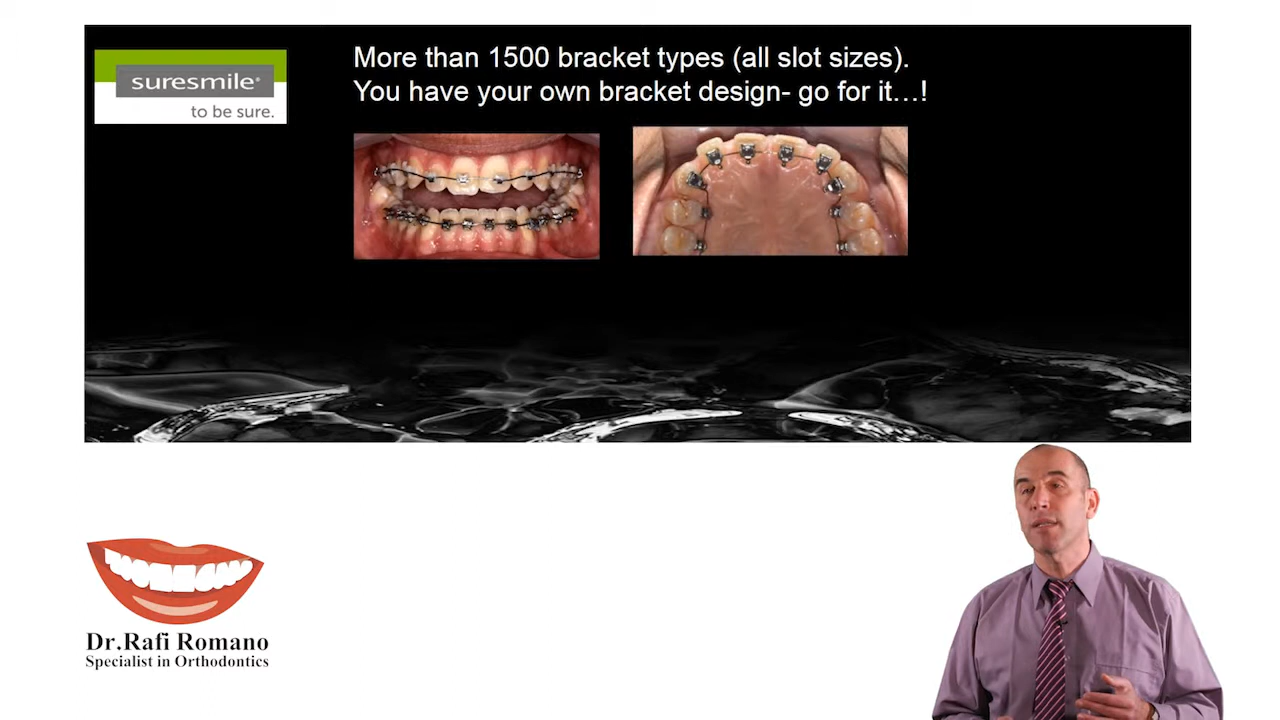 suresmile®
to be sure.
More than 1500 bracket types (all slot sizes).
You have your own bracket design- go for it...!
Dr.Rafi Romano
Specialist in Orthodontics